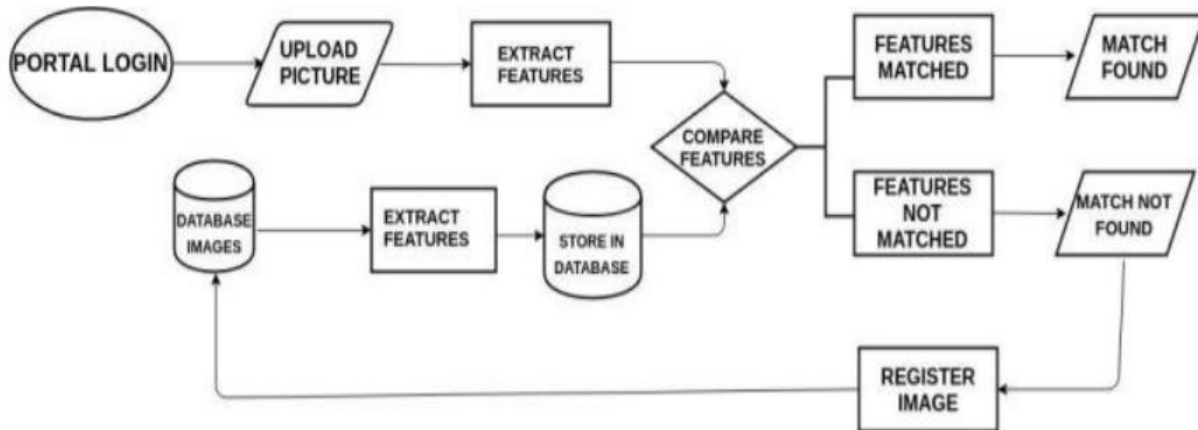 PORTAL LOGIN
UPLOAD
PICTURE
EXTRACT
FEATURES
FEATURES
MATCHED
MATCH
FOUND
COMPARE
FEATURES
DATABASE
IMAGES
EXTRACT
FEATURES
STORE IN
DATABASE
FEATURES
NOT
MATCHED
MATCH NOT
FOUND
REGISTER
IMAGE